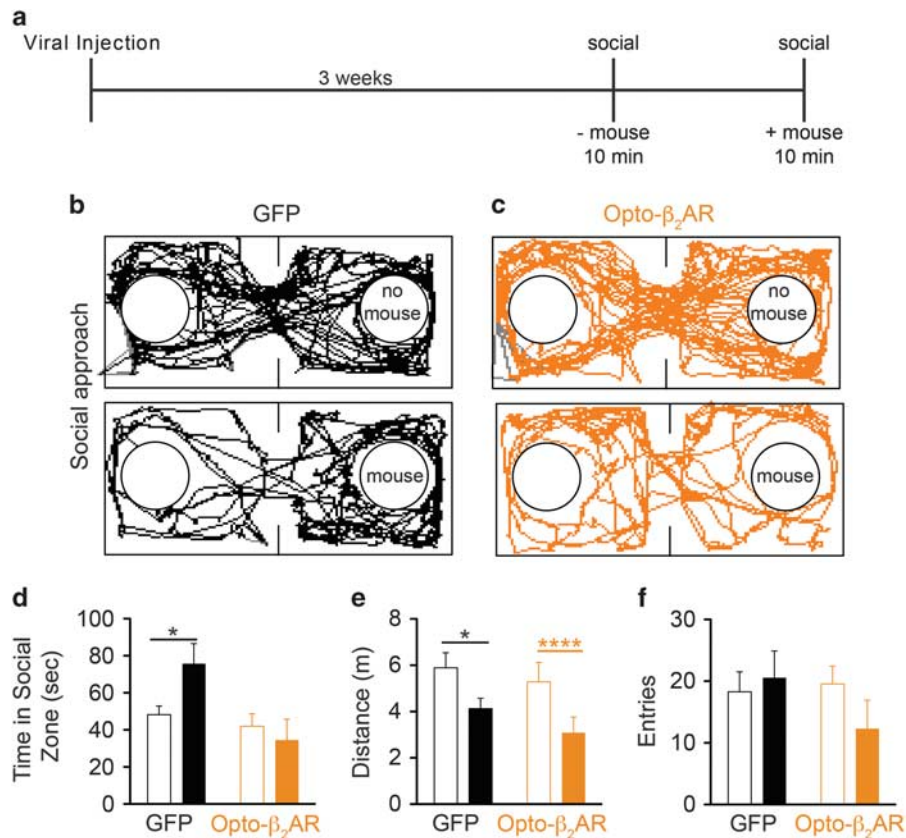 a
Viral Injection
social
social
3 weeks
- mouse
10 min
+ mouse
10 min
b
GFP
c
Opto-β₂AR
Social approach
no
mouse
no
mouse
mouse
mouse
d
Time in Social
Zone (sec)
100
80
60
40
20
0
*
GFP
Opto-β₂AR
e
Distance (m)
8
6
4
2
0
*
****
GFP
Opto-β₂AR
f
Entries
30
20
10
0
GFP
Opto-β₂AR